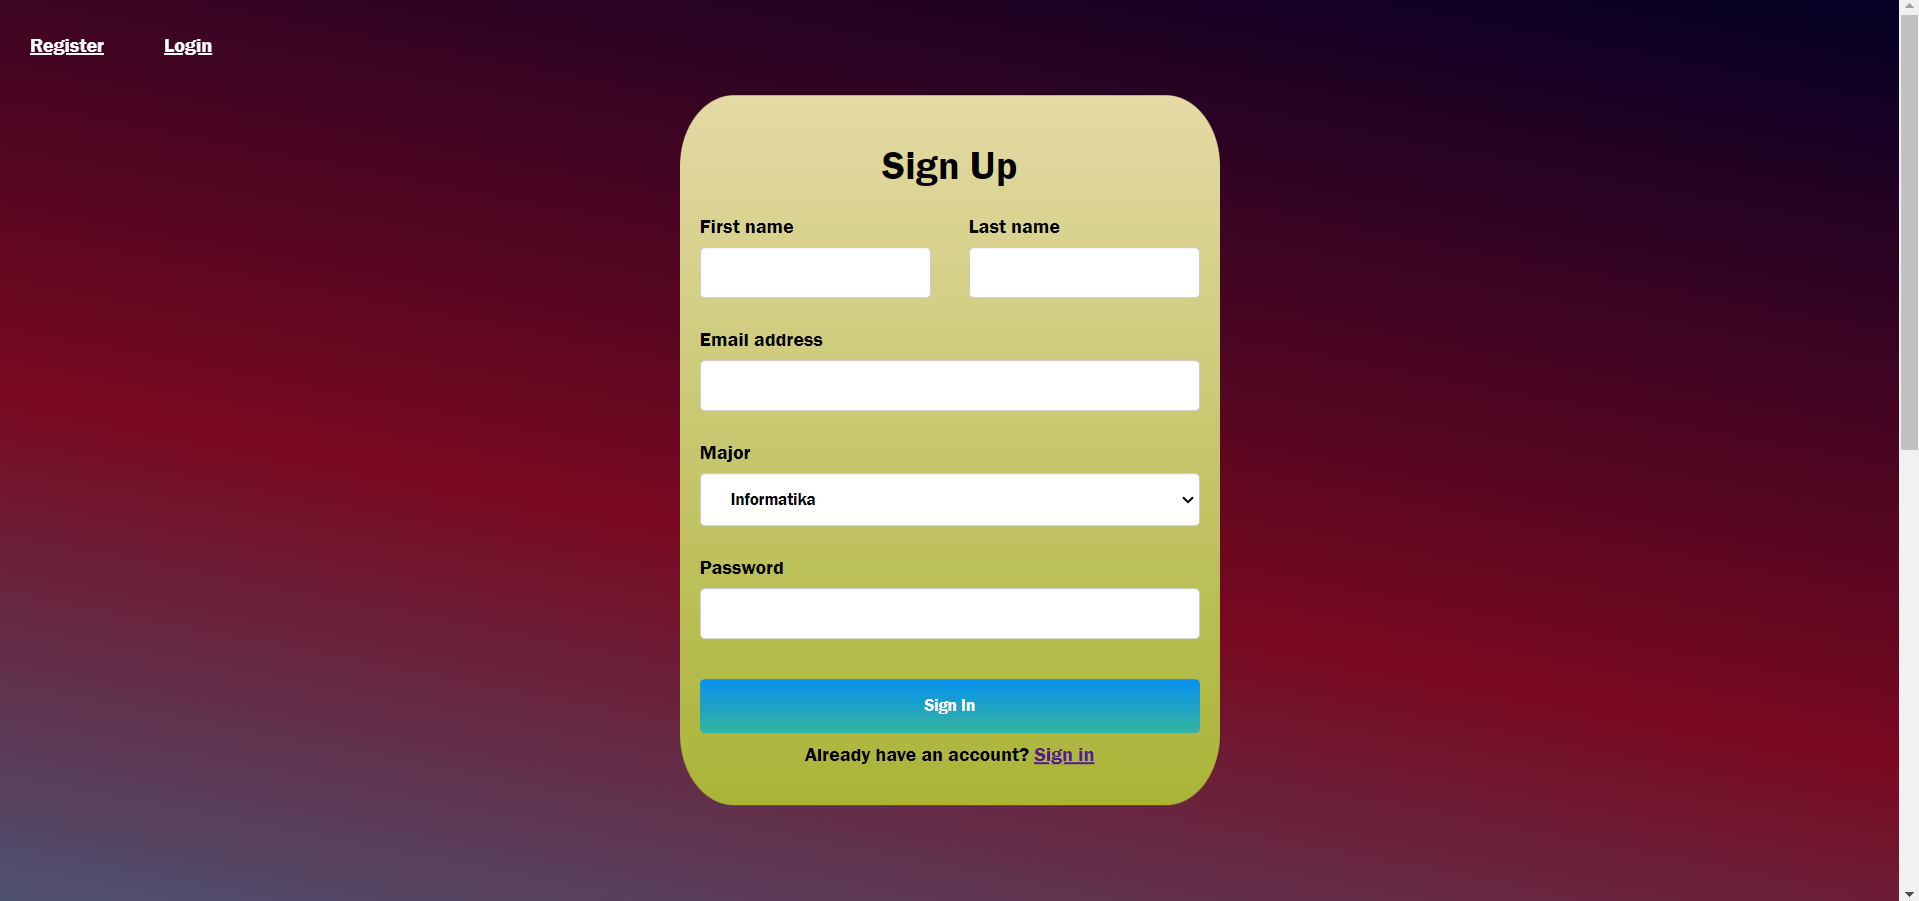 Register Login
Sign Up
First name Last name
Email address
Major
Informatika
Password
Sign In
Already have an account? Sign in